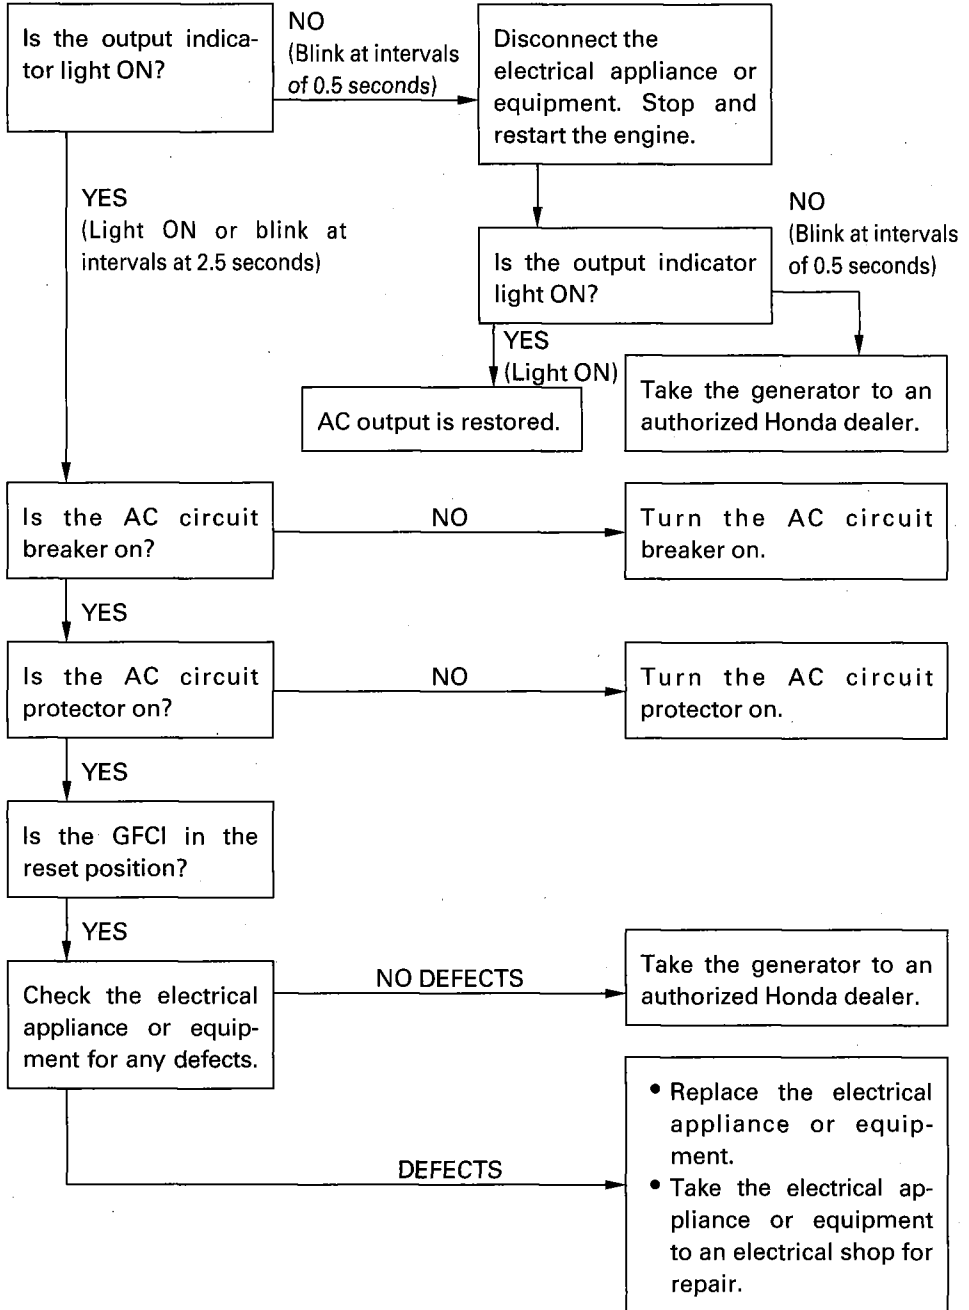 Is the output indica-
tor light ON?
NO
(Blink at intervals
of 0.5 seconds)
Disconnect the
electrical appliance or
equipment. Stop and
restart the engine.
YES
(Light ON or blink at
intervals at 2.5 seconds)
NO
(Blink at intervals
of 0.5 seconds)
Is the output indicator
light ON?
YES
(Light ON)
AC output is restored.
Take the generator to an
authorized Honda dealer.
Is the AC circuit
breaker on?
NO
Turn the AC circuit
breaker on.
YES
Is the AC circuit
protector on?
NO
Turn the AC circuit
protector on.
YES
Is the GFCI in the
reset position?
YES
Check the electrical
appliance or equip-
ment for any defects.
NO DEFECTS
Take the generator to an
authorized Honda dealer.
DEFECTS
• Replace the electrical
appliance or equip-
ment.
• Take the electrical ap-
pliance or equipment
to an electrical shop for
repair.